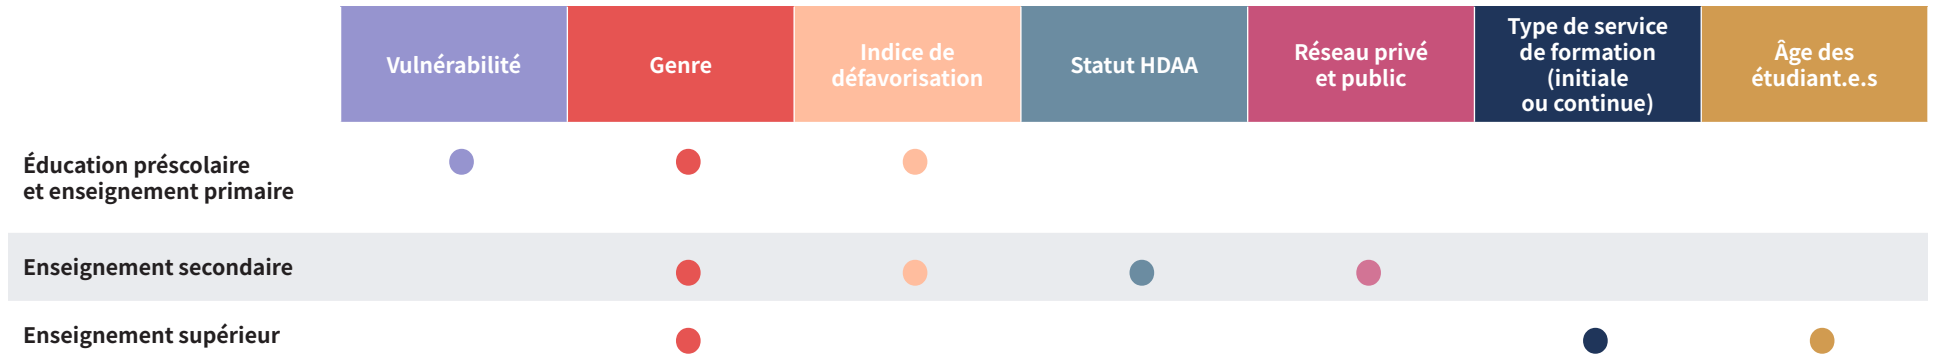 Vulnérabilité
Genre
Indice de
défavorisation
Statut HDAA
Réseau privé
et public
Type de service
de formation
(initiale
ou continue)
Âge des
étudiant.e.s
Éducation préscolaire
et enseignement primaire
Enseignement secondaire
Enseignement supérieur